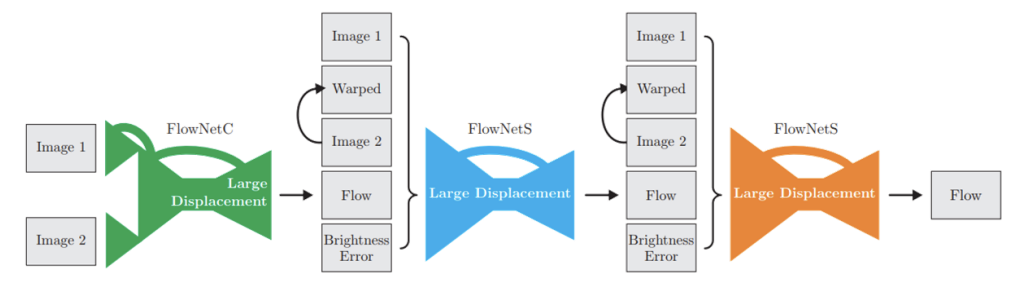 Image 1
Image 2
FlowNetC
Large
Displacement
Image 1
Warped
Image 2
Flow
Brightness
Error
FlowNetS
Large Displacement
Image 1
Warped
Image 2
Flow
Brightness
Error
FlowNetS
Large Displacement
Flow